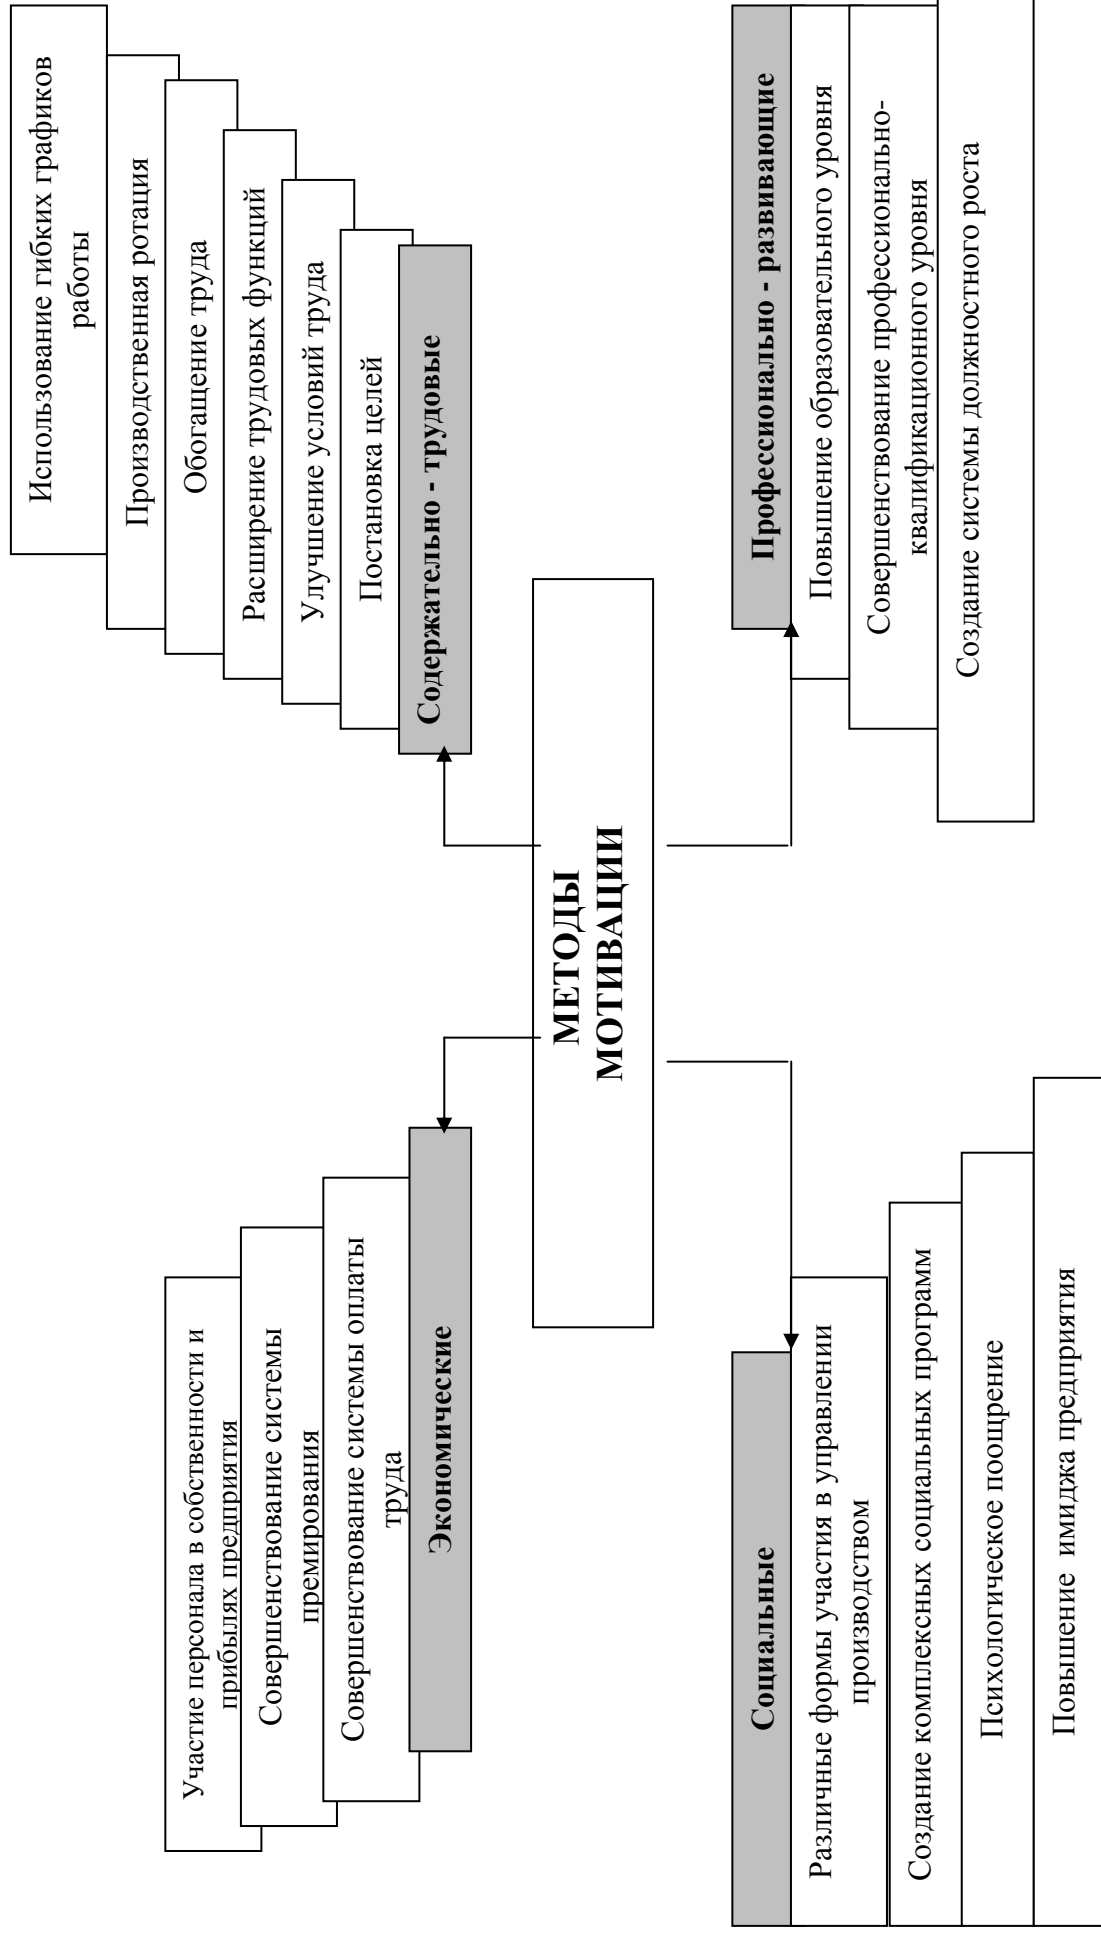 Участие персонала в собственности и
прибылях предприятия
Совершенствование системы
премирования
Совершенствование системы оплаты
труда
Экономические
Использование гибких графиков
работы
Производственная ротация
Обогащение труда
Расширение трудовых функций
Улучшение условий труда
Постановка целей
Содержательно - трудовые
МЕТОДЫ
МОТИВАЦИИ
Социальные
Различные формы участия в управлении
производством
Создание комплексных социальных программ
Психологическое поощрение
Повышение имиджа предприятия
Профессионально - развивающие
Повышение образовательного уровня
Совершенствование профессионально-
квалификационного уровня
Создание системы должностного роста